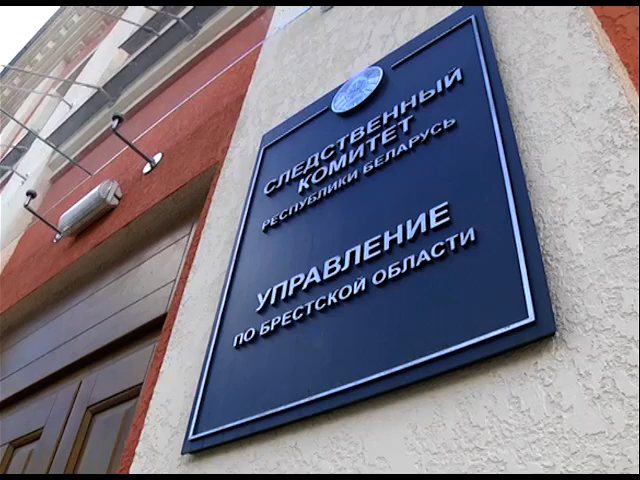 СЛЕДСТВЕННЫЙ
КОМИТЕТ
РЕСПУБЛИКИ БЕЛАРУСЬ
УПРАВЛЕНИЕ
ПО БРЕСТСКОЙ ОБЛАСТИ